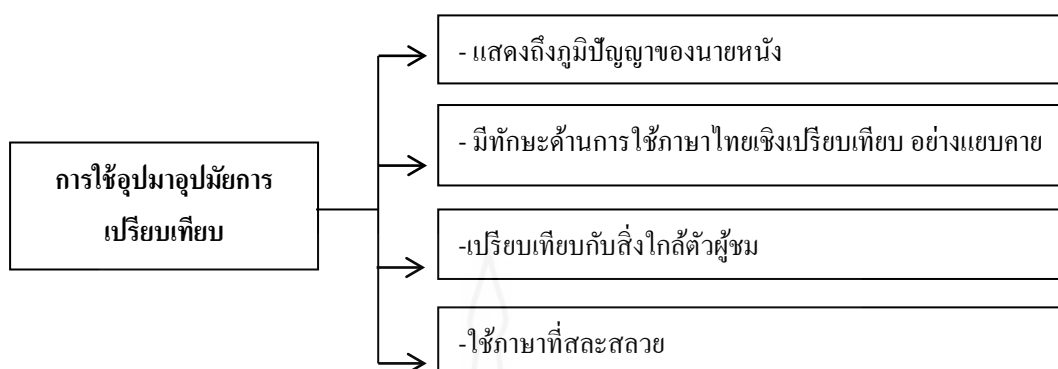 - แสดงถึงภูมิปัญญาของนายหนัง
- มีทักษะด้านการใช้ภาษาไทยเชิงเปรียบเทียบ อย่างแยบคาย
การใช้อุปมาอุปมัยการ
เปรียบเทียบ
-เปรียบเทียบกับสิ่งใกล้ตัวผู้ชม
-ใช้ภาษาที่สละสลวย